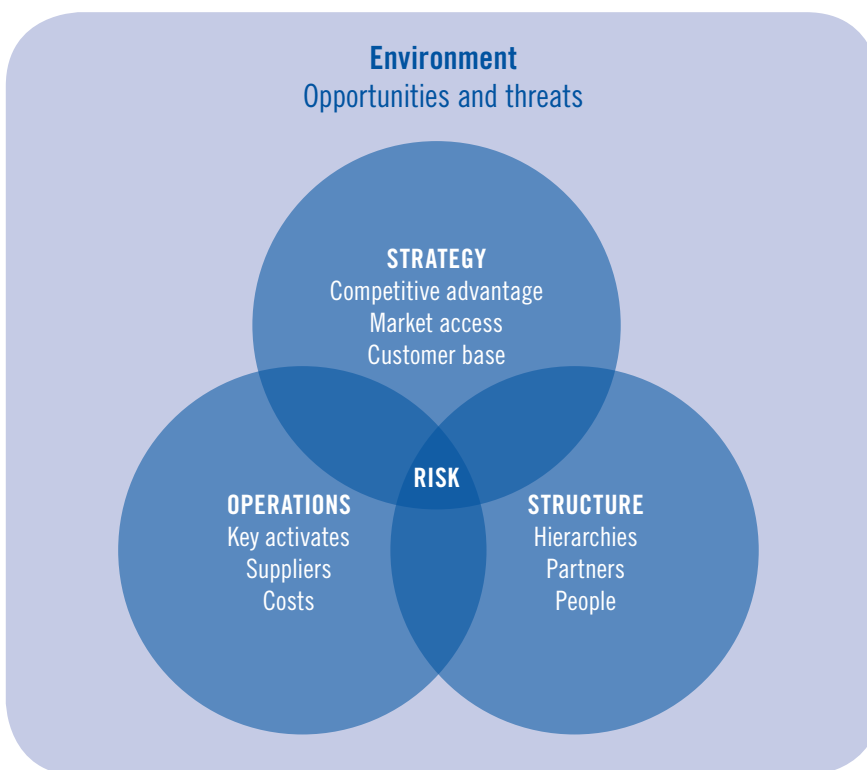 Environment
Opportunities and threats
STRATEGY
Competitive advantage
Market access
Customer base
RISK
OPERATIONS
Key activates
Suppliers
Costs
STRUCTURE
Hierarchies
Partners
People